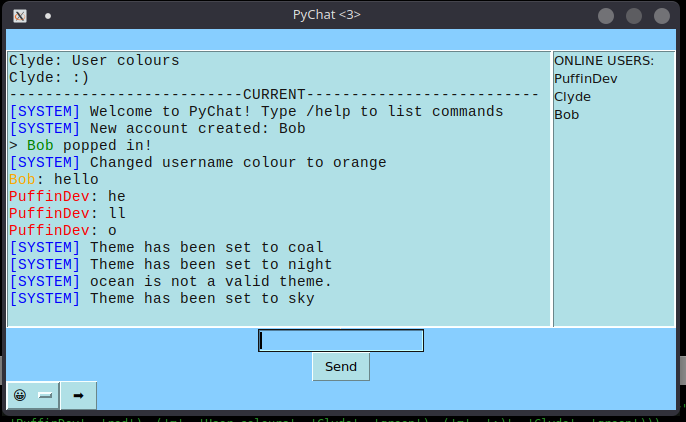 PyChat <3>
Clyde: User colours
Clyde: :)
--------------------------CURRENT--------------------------
[SYSTEM] Welcome to PyChat! Type /help to list commands
[SYSTEM] New account created: Bob
> Bob popped in!
[SYSTEM] Changed username colour to orange
Bob: hello
PuffinDev: he
PuffinDev: ll
PuffinDev: o
[SYSTEM] Theme has been set to coal
[SYSTEM] Theme has been set to night
[SYSTEM] ocean is not a valid theme.
[SYSTEM] Theme has been set to sky
ONLINE USERS:
PuffinDev
Clyde
Bob
Send